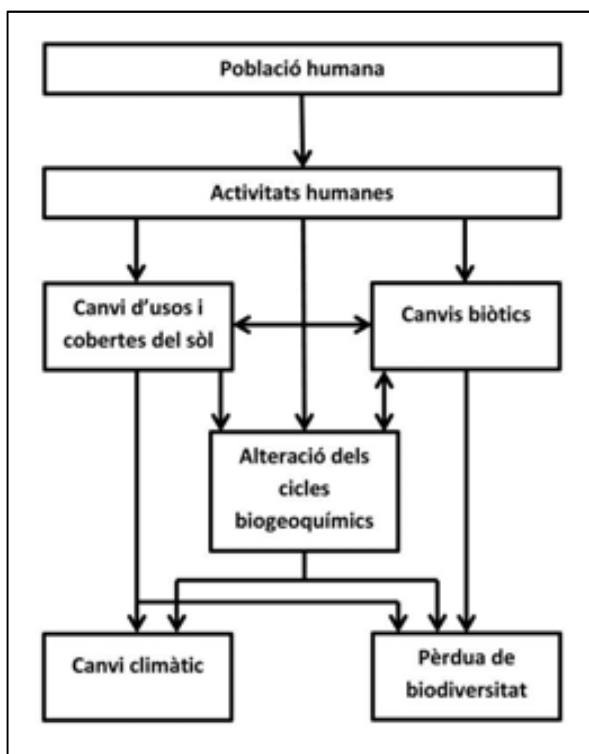 Població humana
Activitats humanes
Canvi d'usos i
cobertes del sòl
Canvis biòtics
Alteració dels
cicles
biogeoquímics
Canvi climàtic
Pèrdua de
biodiversitat